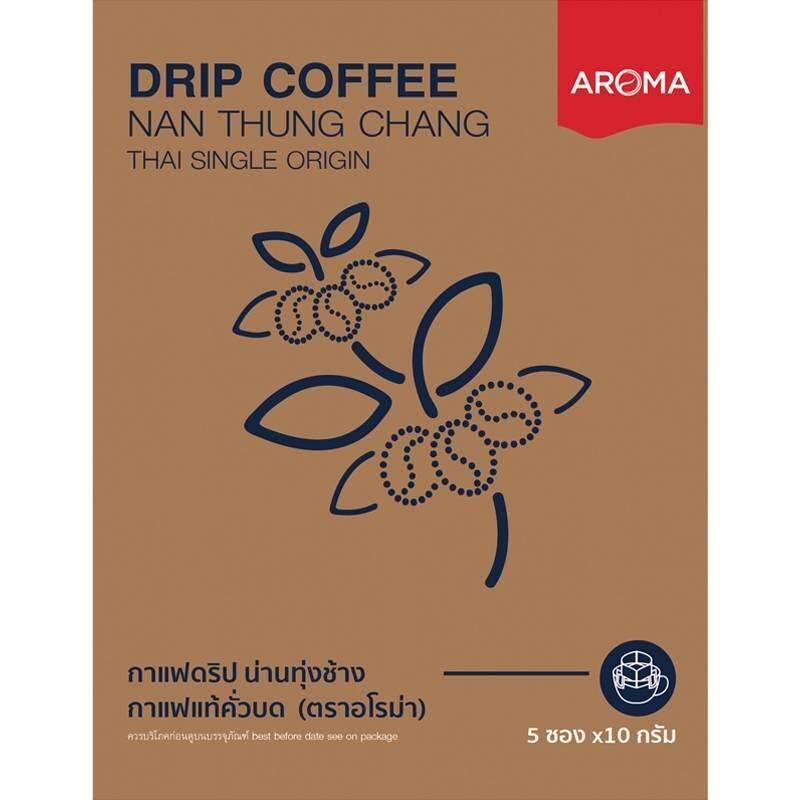 DRIP COFFEE
NAN THUNG CHANG
THAI SINGLE ORIGIN
AROMA
กาแฟดริป น่านทุ่งช้าง
กาแฟแท้คั่วบด (ตราอโรม่า)
ควรบริโภคก่อนดูบนบรรจุภัณฑ์ best before date see on package.
5 ซอง x10 กรัม